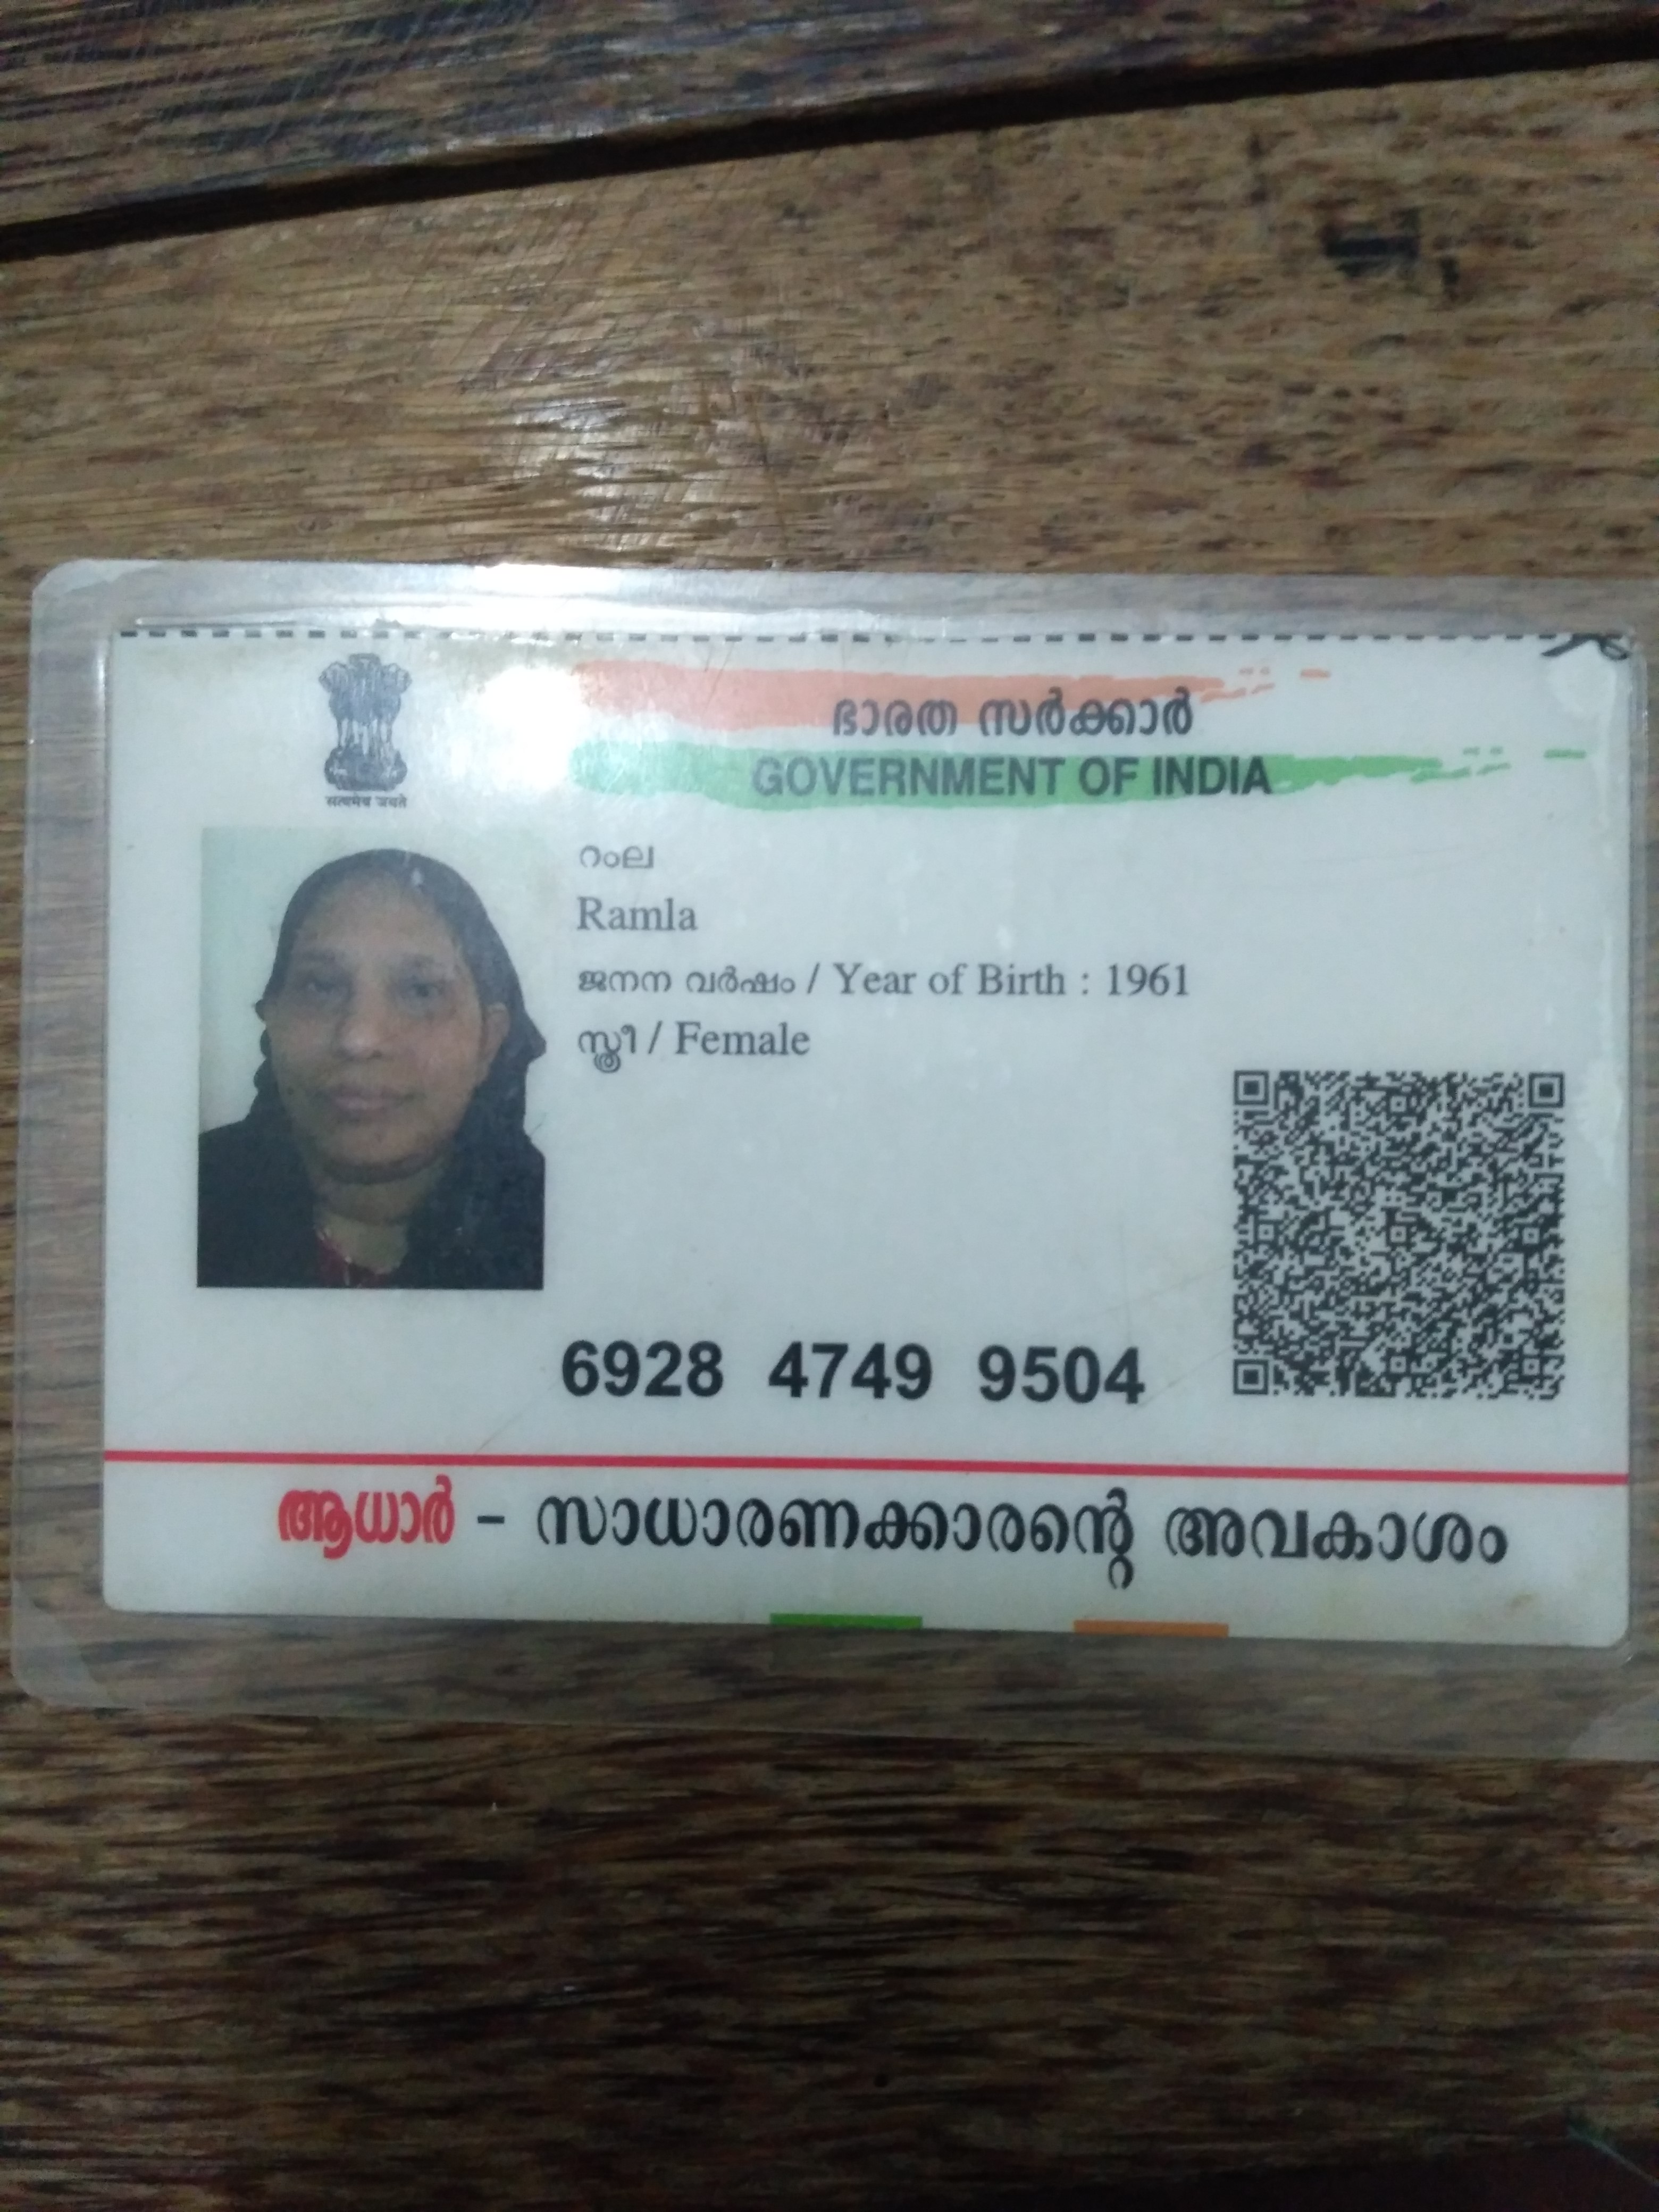 ഭാരത സർക്കാർ
GOVERNMENT OF INDIA
सत्यमेव जयते
റംല
Ramla
ജനന വർഷം / Year of Birth : 1961
സ്ത്രീ / Female
6928 4749 9504
ആധാർ - സാധാരണക്കാരന്റെ അവകാശം